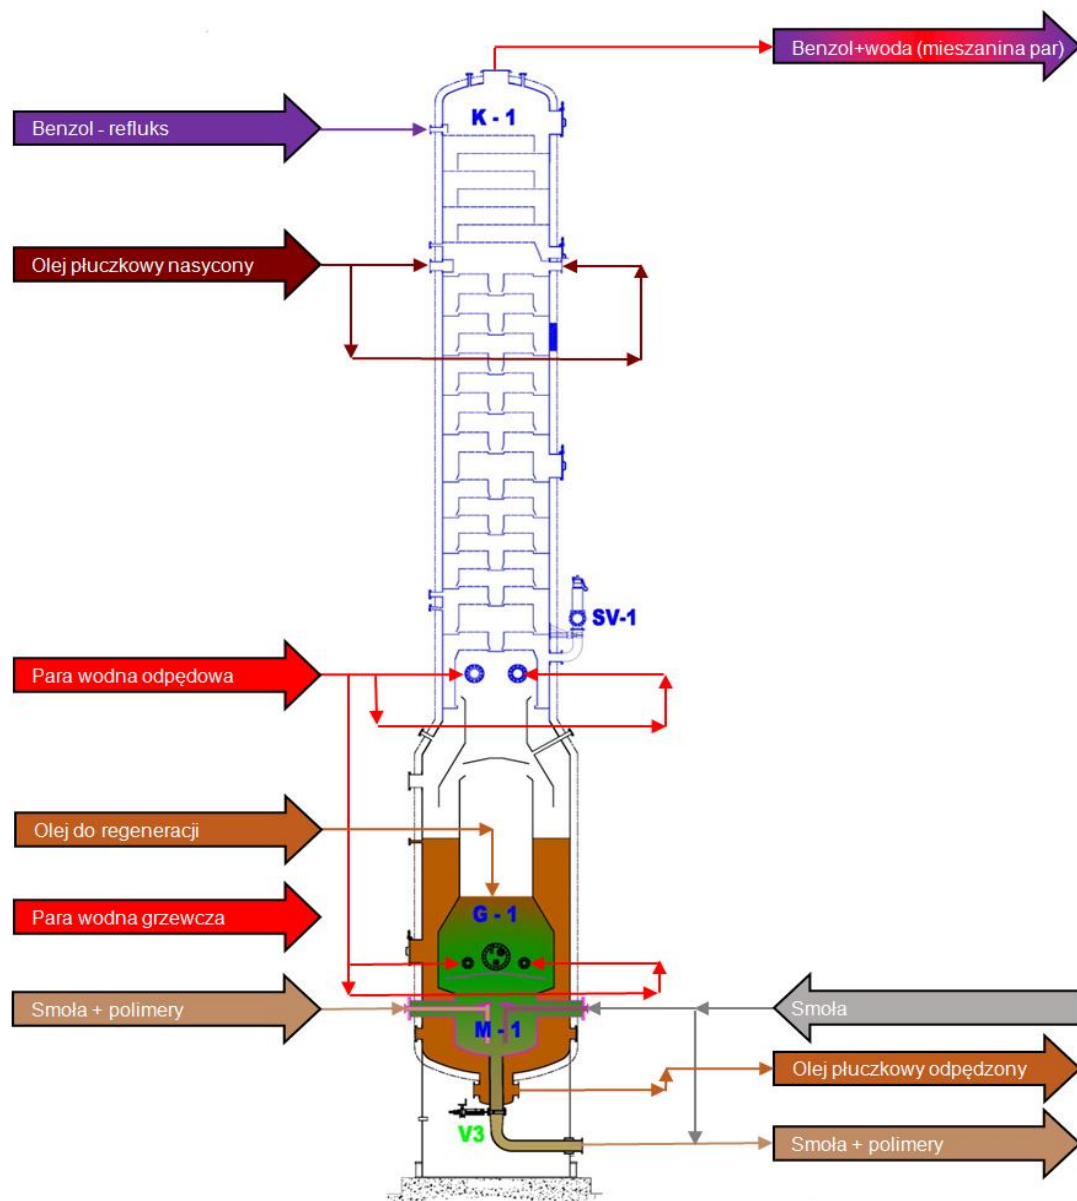 Benzol+woda (mieszanina par)
K - 1
Benzol - refluks
Olej płuczkowy nasycony
SV-1
Para wodna odpędowa
Olej do regeneracji
G - 1
Para wodna grzewcza
Smoła + polimery
Smoła
M - 1
Olej płuczkowy odpędzony
V3
Smoła + polimery